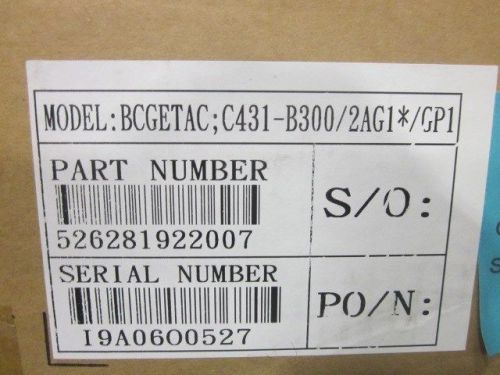 MODEL:BCGETAC;C431-B300/2AG1*/GP1
PART NUMBER
526281922007
S/O:
SERIAL NUMBER
I9A0600527
PO/N: